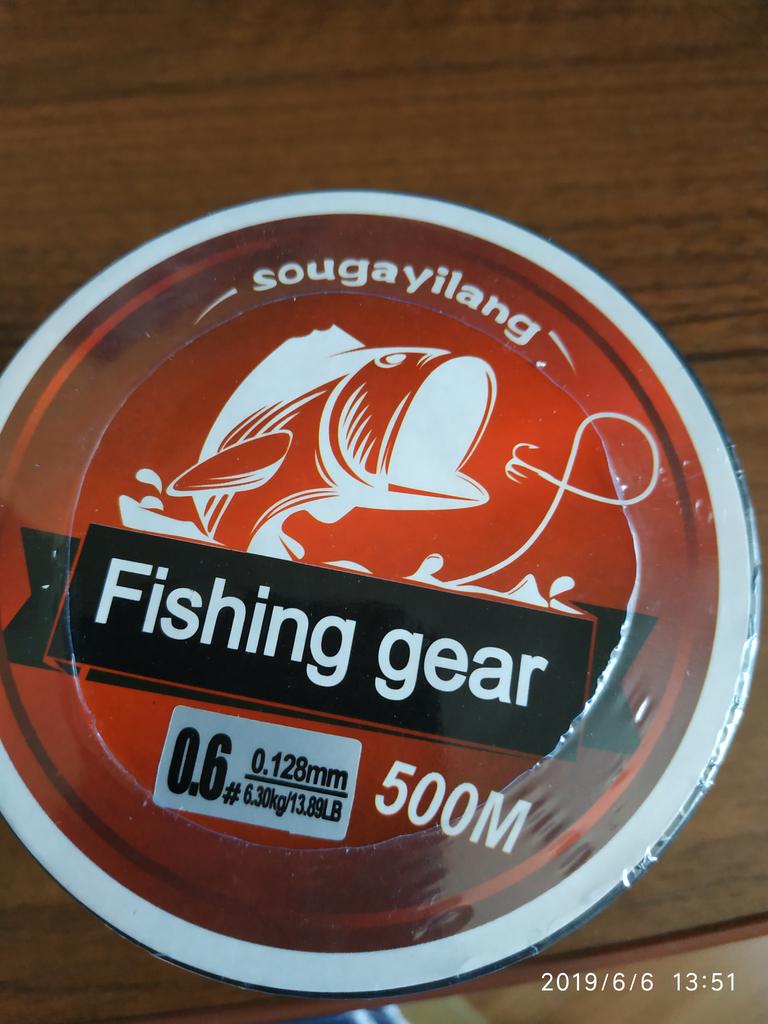 sougayilang
Fishing gear
0.6#
0.128mm
6.30kg/13.89LB
500M
2019/6/6 13:51